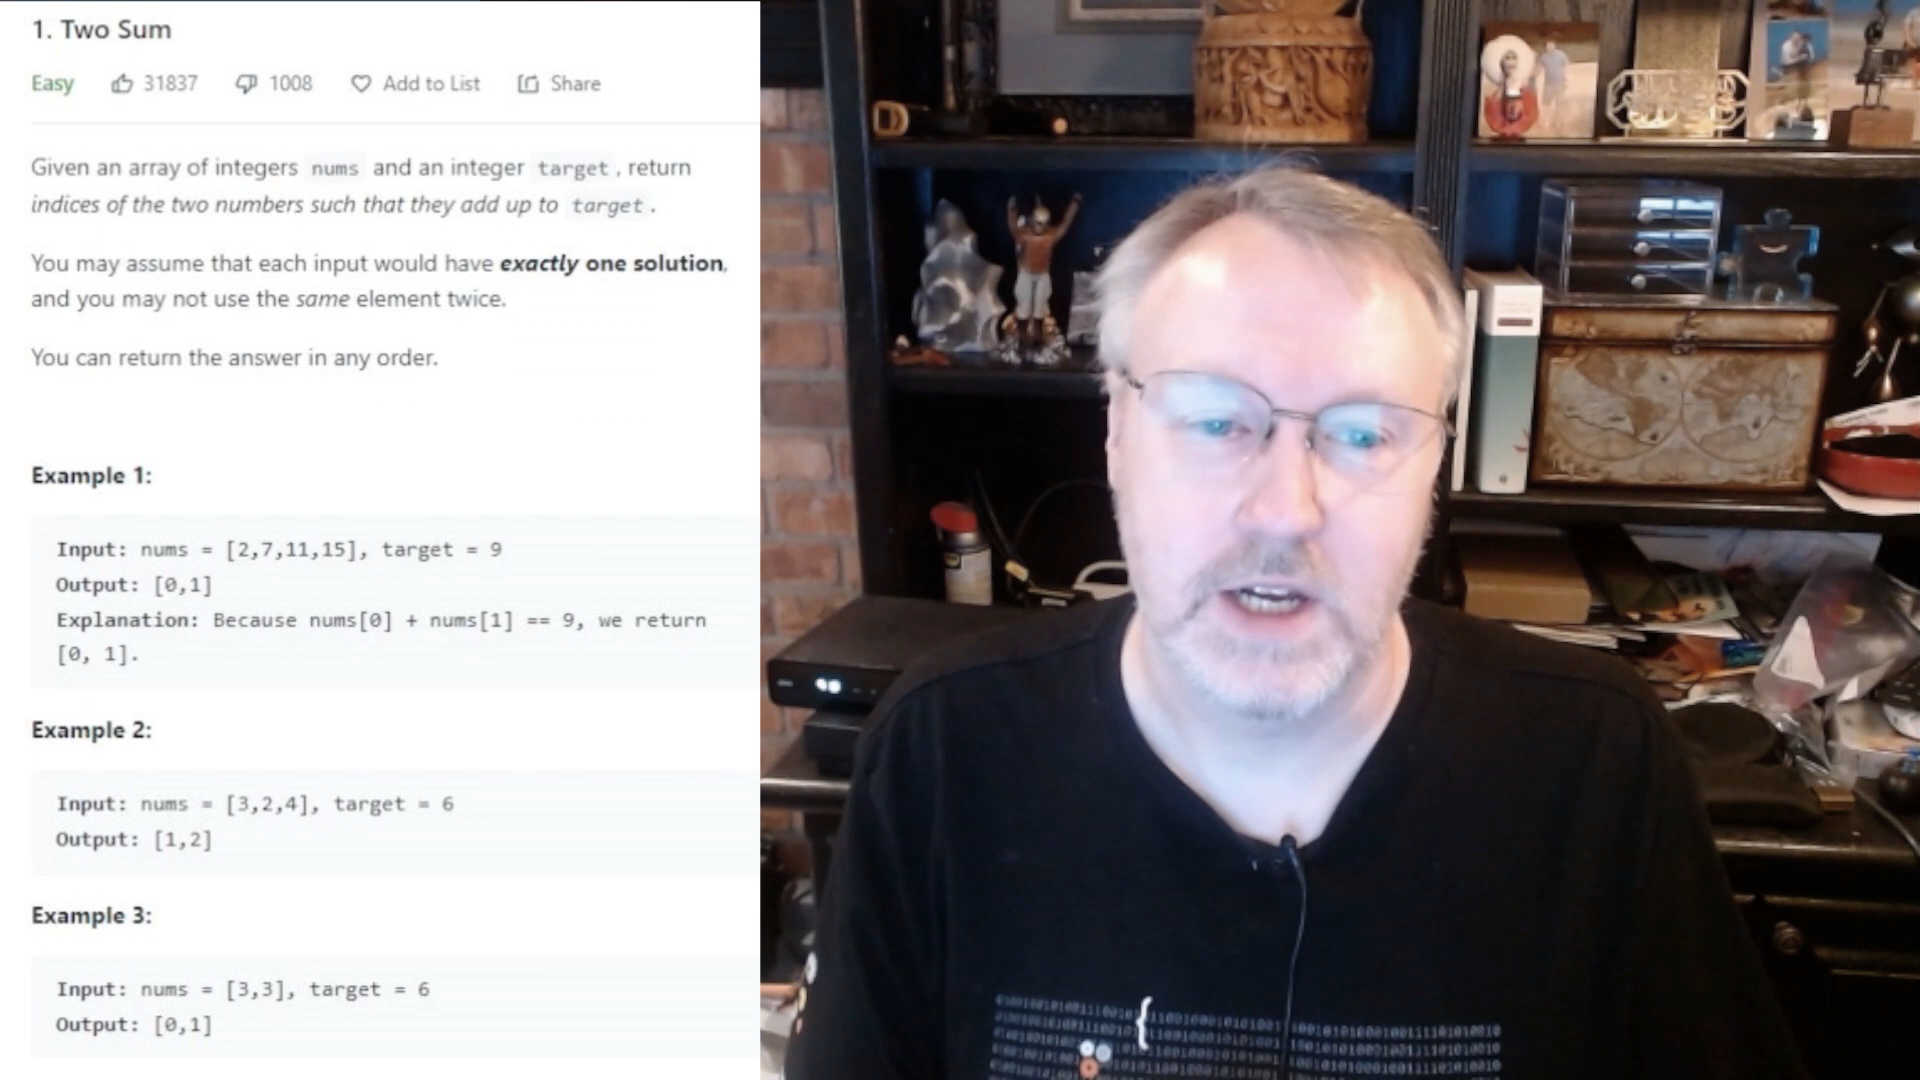 1. Two Sum
Easy 31837 1008 Add to List Share
Given an array of integers nums and an integer target, return
indices of the two numbers such that they add up to target.
You may assume that each input would have exactly one solution,
and you may not use the same element twice.
You can return the answer in any order.
Example 1:
Input: nums = [2,7,11,15], target = 9
Output: [0,1]
Explanation: Because nums[0] + nums[1] == 9, we return
[0, 1].
Example 2:
Input: nums = [3,2,4], target = 6
Output: [1,2]
Example 3:
Input: nums = [3,3], target = 6
Output: [0,1]
{